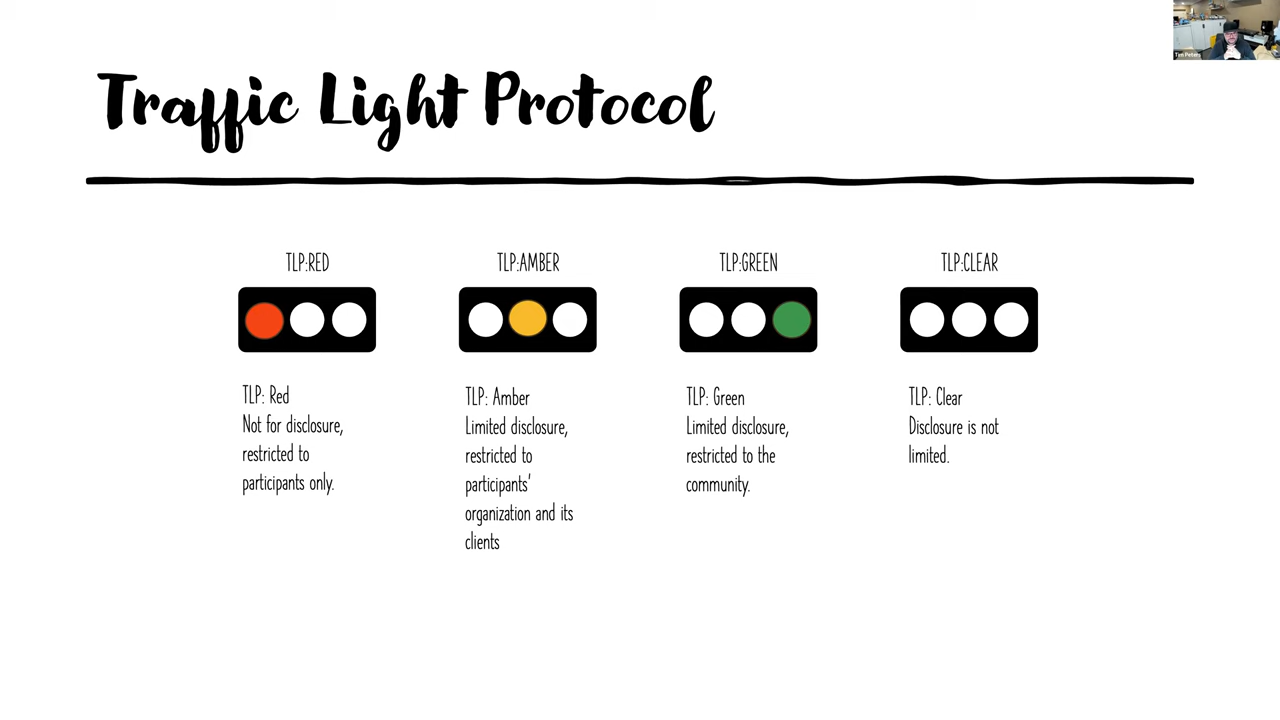 Tim Peters
Traffic Light Protocol
TLP:RED
TLP:AMBER
TLP:GREEN
TLP:CLEAR
TLP: Red
Not for disclosure,
restricted to
participants only.
TLP: Amber
Limited disclosure,
restricted to
participants'
organization and its
clients
TLP: Green
Limited disclosure,
restricted to the
community.
TLP: Clear
Disclosure is not
limited.